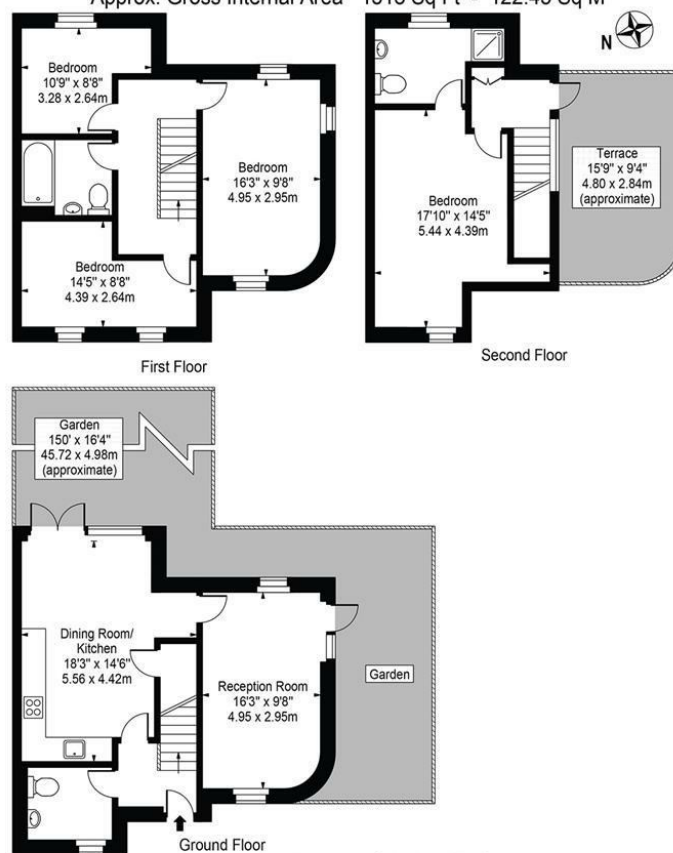 Approx. Gross Internal Area
N
Bedroom
10'9" x 8'8"
3.28 x 2.64m
Bedroom
16'3" x 9'8"
4.95 x 2.95m
Bedroom
14'5" x 8'8"
4.39 x 2.64m
First Floor
Bedroom
17'10" x 14'5"
5.44 x 4.39m
Terrace
15'9" x 9'4"
4.80 x 2.84m
(approximate)
Second Floor
Garden
150' x 16'4"
45.72 x 4.98m
(approximate)
Dining Room/
Kitchen
18'3" x 14'6"
5.56 x 4.42m
Reception Room
16'3" x 9'8"
4.95 x 2.95m
Garden
Ground Floor